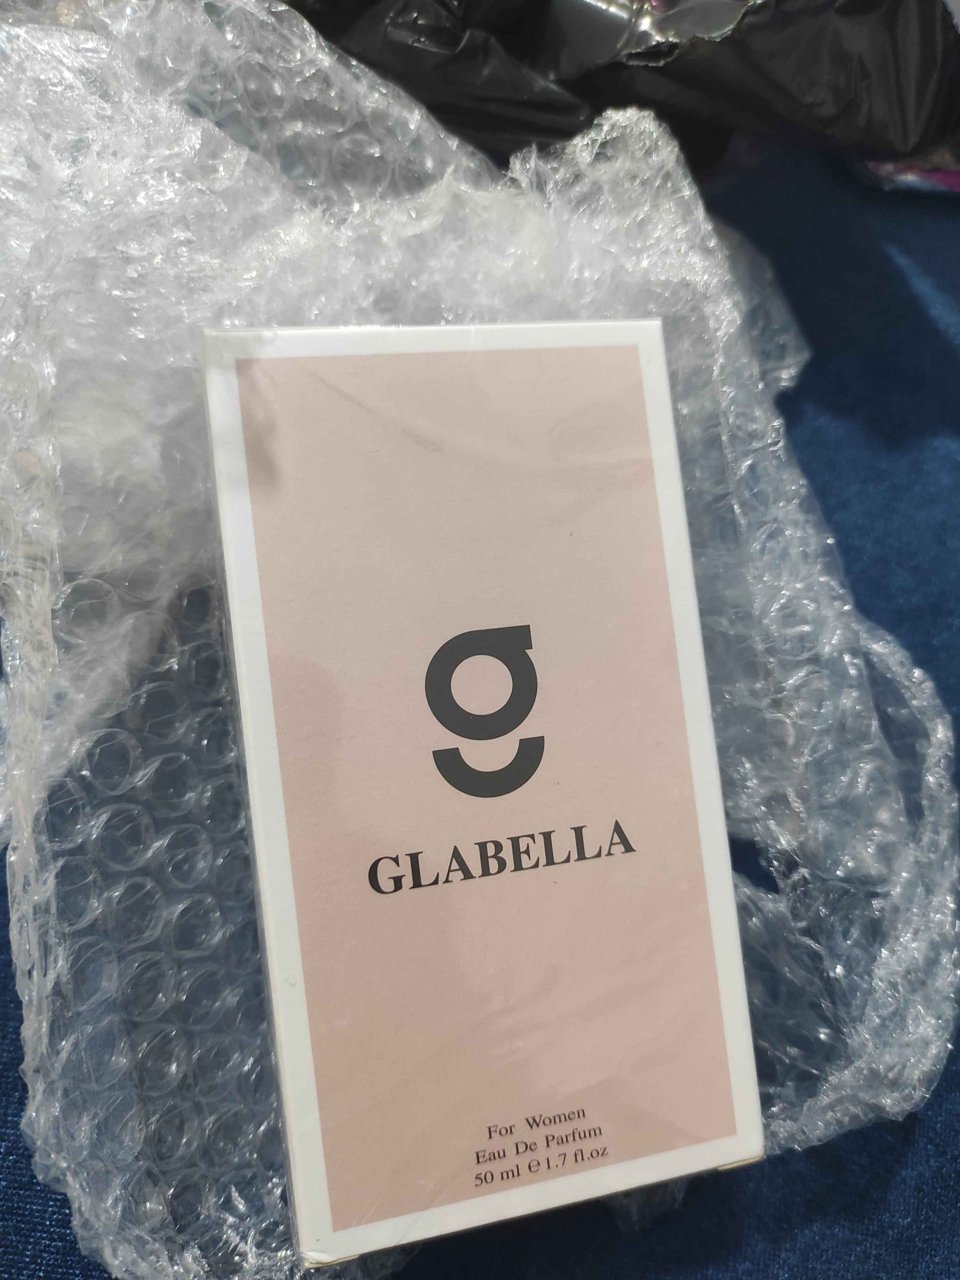 g
GLABELLA
For Women
Eau De Parfum
50 ml ℮ 1.7 fl.oz